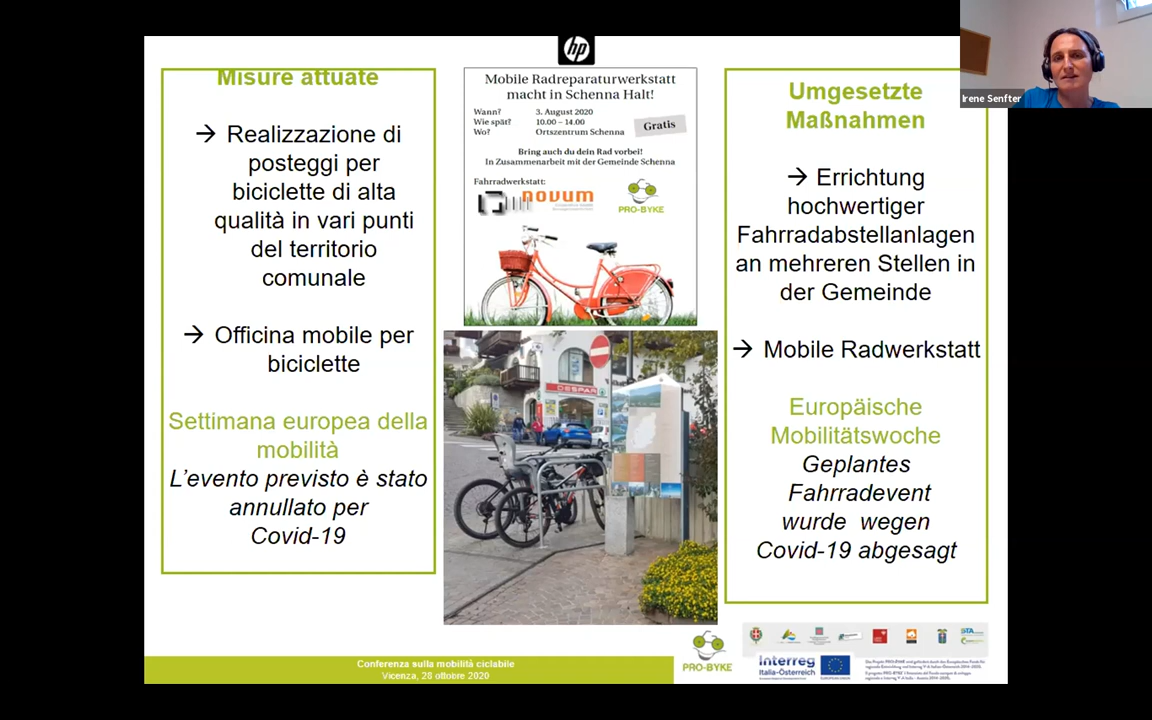 Misure attuate
→ Realizzazione di
posteggi per
biciclette di alta
qualità in vari punti
del territorio
comunale
→ Officina mobile per
biciclette
Settimana europea della
mobilità
L'evento previsto è stato
annullato per
Covid-19
hp
Mobile Radreparaturwerkstatt
macht in Schenna Halt!
Wann? 3. August 2020
Wie spät? 10.00 – 14.00
Wo? Ortszentrum Schenna
Gratis
Bring auch du dein Rad vorbei!
In Zusammenarbeit mit der Gemeinde Schenna
Fahrradwerkstatt:
novum
PRO-BYKE
DESPAR
Umgesetzte
Maßnahmen
→ Errichtung
hochwertiger
Fahrradabstellanlagen
an mehreren Stellen in
der Gemeinde
→ Mobile Radwerkstatt
Europäische
Mobilitätswoche
Geplantes
Fahrradevent
wurde wegen
Covid-19 abgesagt
Irene Senfter
Conferenza sulla mobilità ciclabile
Vicenza, 28 ottobre 2020
PRO-BYKE
STA
Interreg
Italia-Österreich